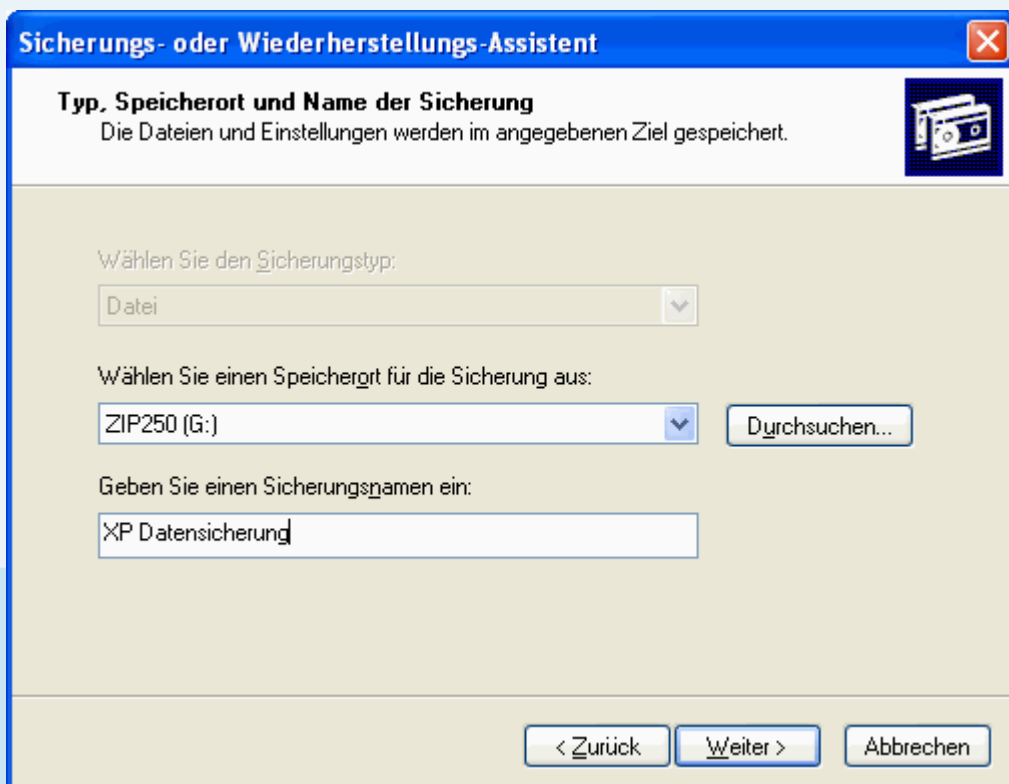 Sicherungs- oder Wiederherstellungs-Assistent
Typ, Speicherort und Name der Sicherung
Die Dateien und Einstellungen werden im angegebenen Ziel gespeichert.
Wählen Sie den Sicherungstyp:
Datei
Wählen Sie einen Speicherort für die Sicherung aus:
ZIP250 (G:)
Durchsuchen...
Geben Sie einen Sicherungsnamen ein:
XP Datensicherung
< Zurück
Weiter >
Abbrechen